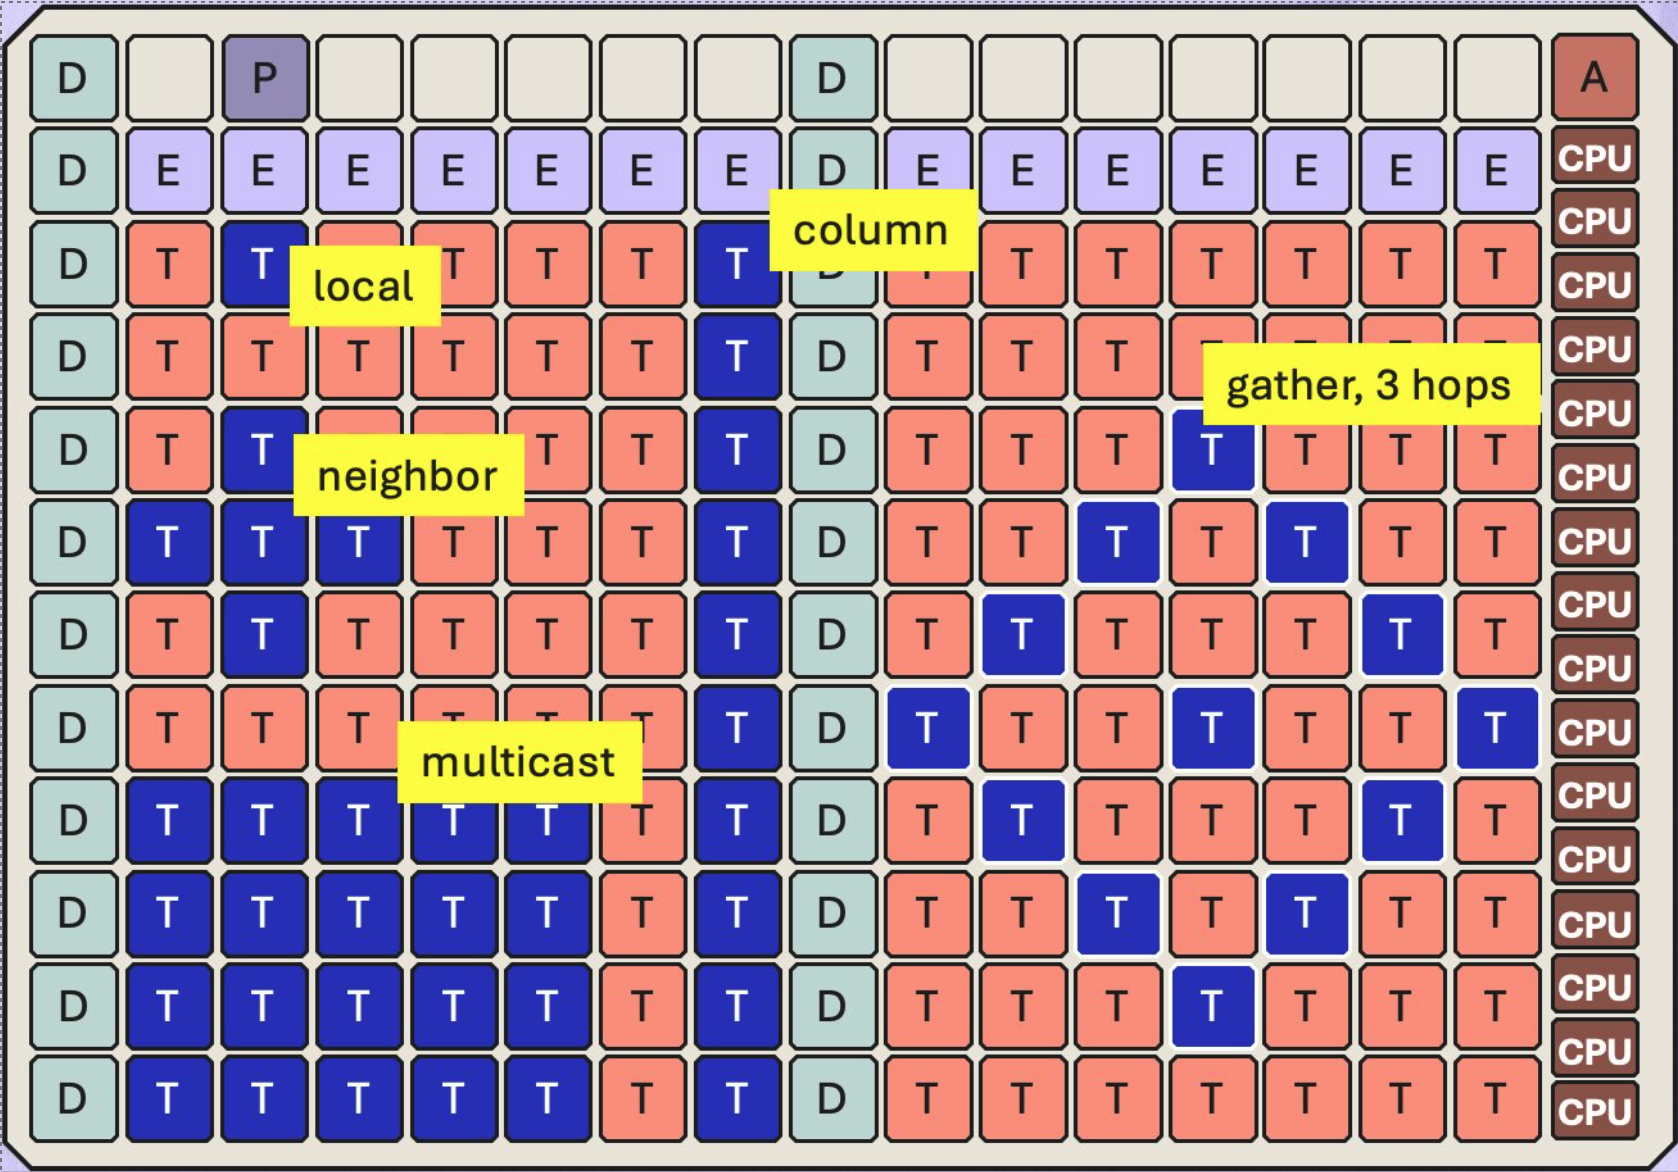 D P D A
D E E E E E E E D E E E E E E E CPU
column CPU
D T T T T T T D T T T T T T T CPU
local
D T T T T T T T D T T T CPU
gather, 3 hops CPU
D T T T T T D T T T T T T T
neighbor CPU
D T T T T T T T D T T T T T T T CPU
CPU
D T T T T T T T D T T T T T T T
CPU
D T T T T T T T D T T T T T T T CPU
multicast
CPU
D T T T T T T T D T T T T T T T
CPU
D T T T T T T T D T T T T T T T CPU
D T T T T T T T D T T T T T T T CPU
CPU
D T T T T T T T D T T T T T T T CPU